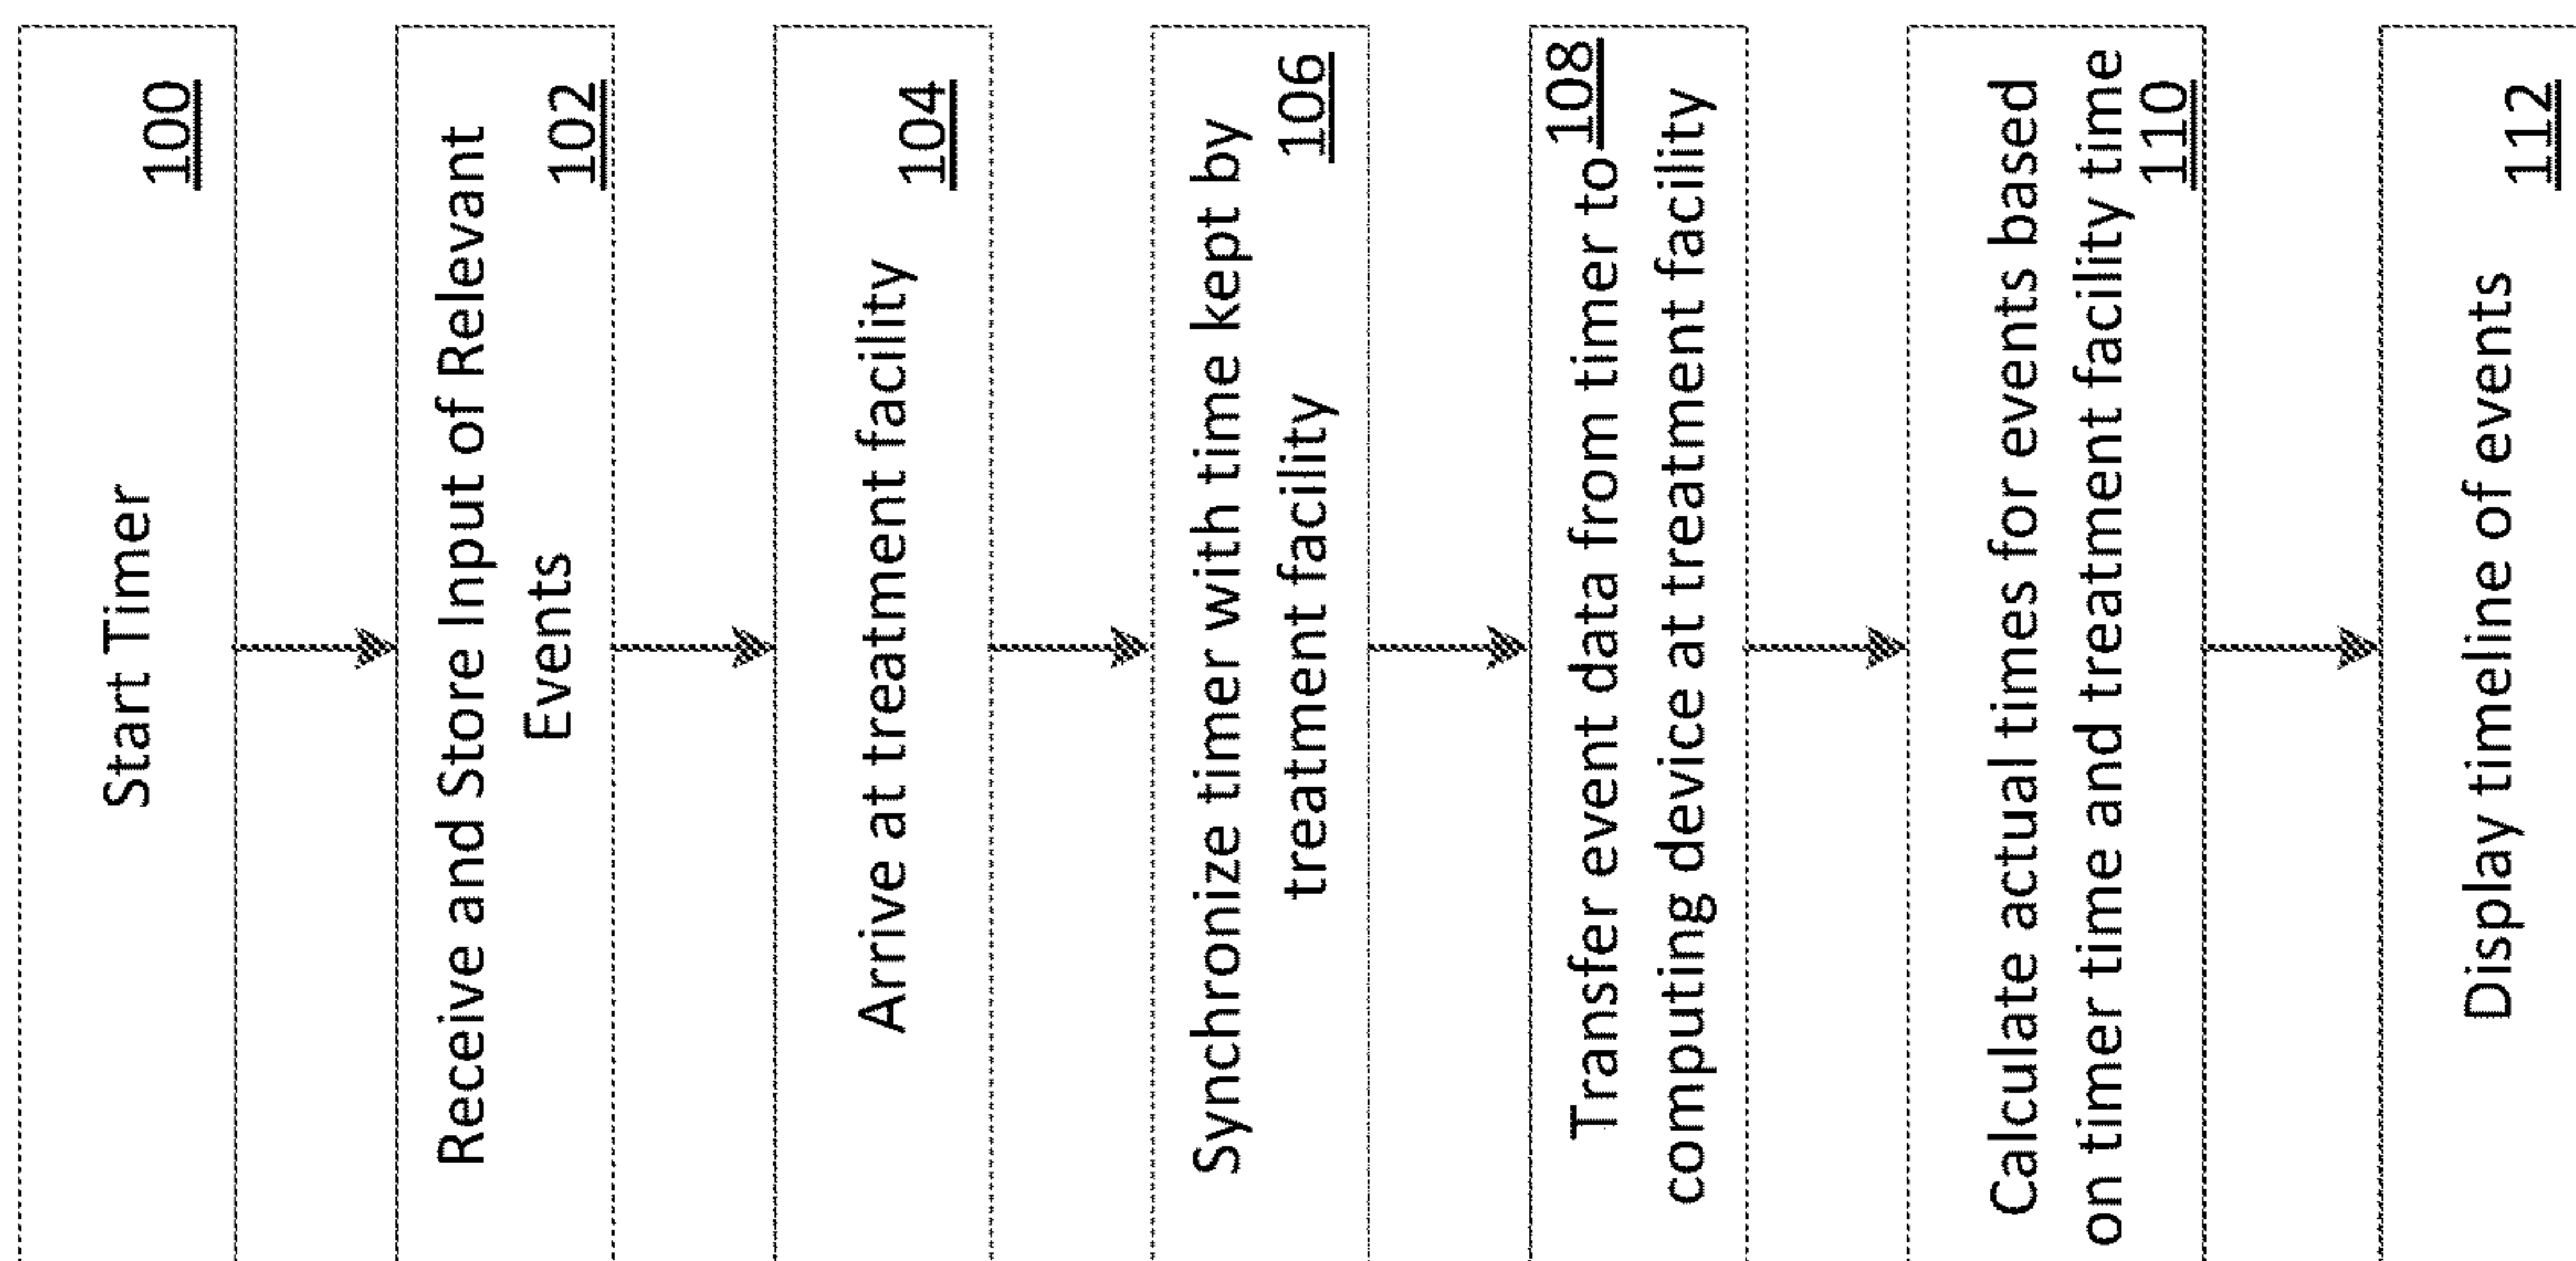 Start Timer
100
Receive and Store Input of Relevant
Events
102
Arrive at treatment facility
104
Synchronize timer with time kept by
treatment facility
106
108
Transfer event data from timer to
computing device at treatment facility
Calculate actual times for events based
on timer time and treatment facility time
110
Display timeline of events
112